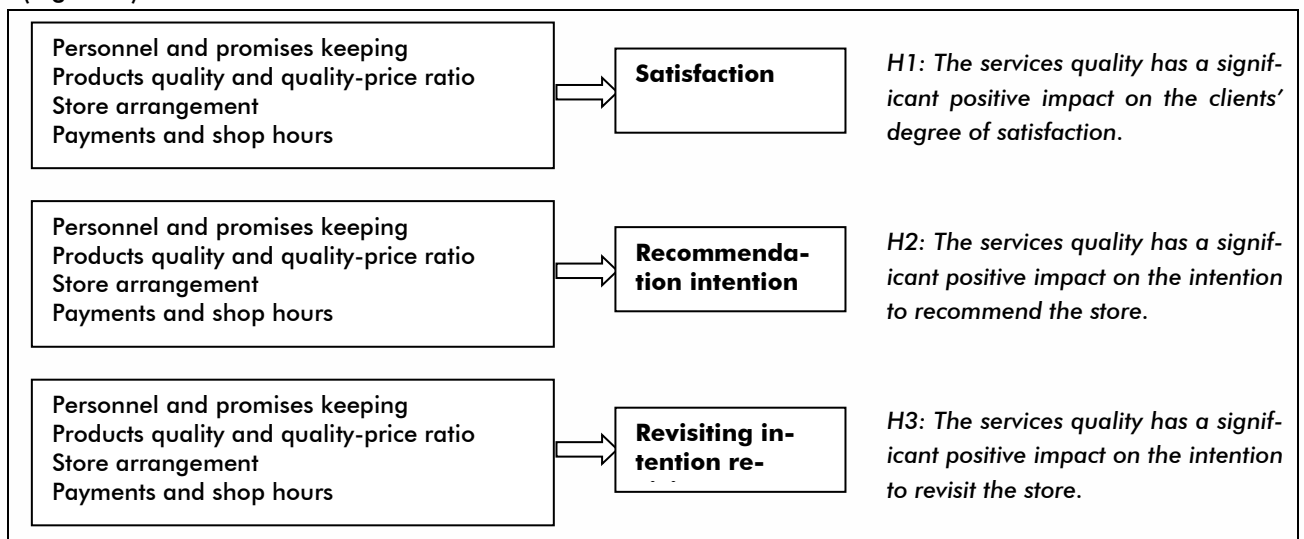 Personnel and promises keeping
Products quality and quality-price ratio
Store arrangement
Payments and shop hours
Satisfaction
H1: The services quality has a signif-
icant positive impact on the clients'
degree of satisfaction.
Personnel and promises keeping
Products quality and quality-price ratio
Store arrangement
Payments and shop hours
Recommenda-
tion intention
H2: The services quality has a signif-
icant positive impact on the intention
to recommend the store.
Personnel and promises keeping
Products quality and quality-price ratio
Store arrangement
Payments and shop hours
Revisiting in-
tention re-
H3: The services quality has a signif-
icant positive impact on the intention
to revisit the store.